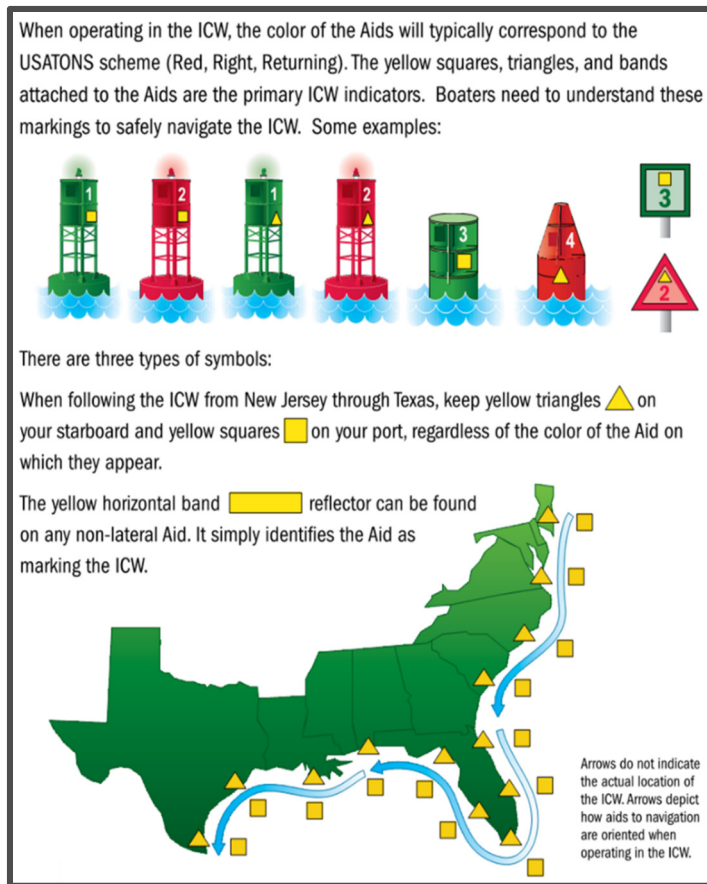 When operating in the ICW, the color of the Aids will typically correspond to the
USATONS scheme (Red, Right, Returning). The yellow squares, triangles, and bands
attached to the Aids are the primary ICW indicators. Boaters need to understand these
markings to safely navigate the ICW. Some examples:
1
2
1
2
3
4
3
2
There are three types of symbols:
When following the ICW from New Jersey through Texas, keep yellow triangles on
your starboard and yellow squares on your port, regardless of the color of the Aid on
which they appear.
The yellow horizontal band reflector can be found
on any non-lateral Aid. It simply identifies the Aid as
marking the ICW.
Arrows do not indicate
the actual location of
the ICW. Arrows depict
how aids to navigation
are oriented when
operating in the ICW.